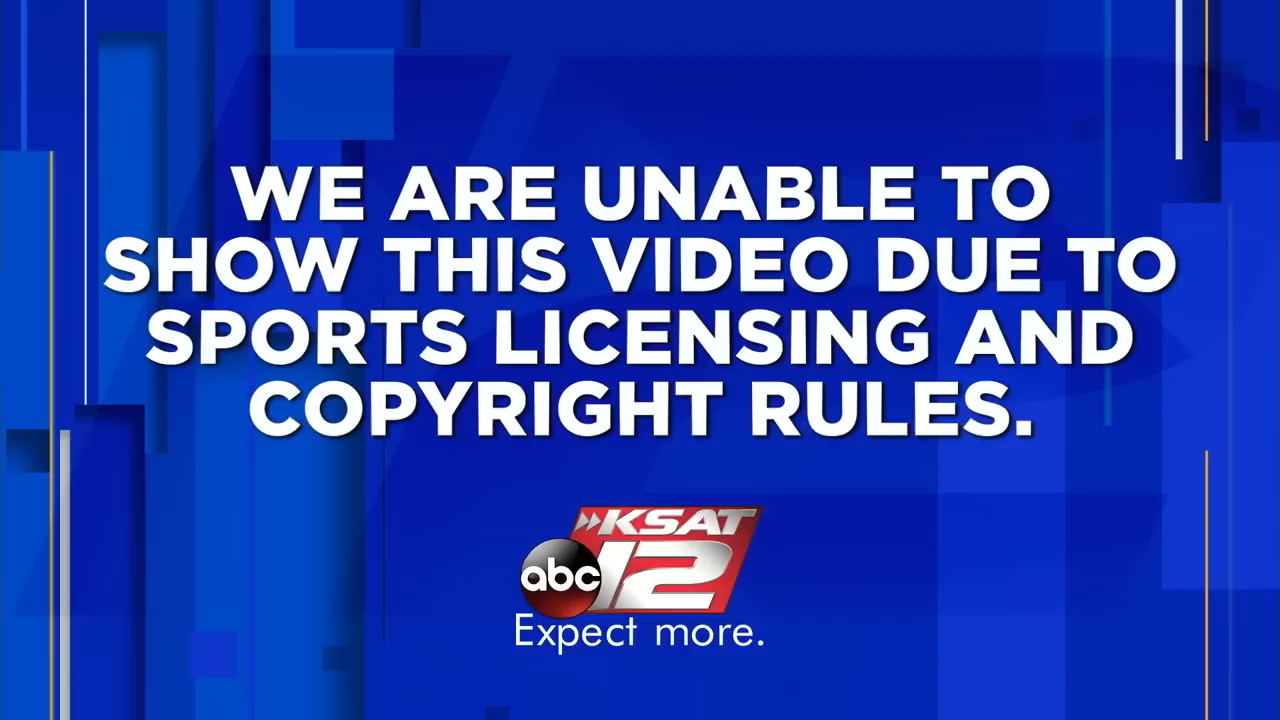 WE ARE UNABLE TO
SHOW THIS VIDEO DUE TO
SPORTS LICENSING AND
COPYRIGHT RULES.
KSAT
abc 12
Expect more.